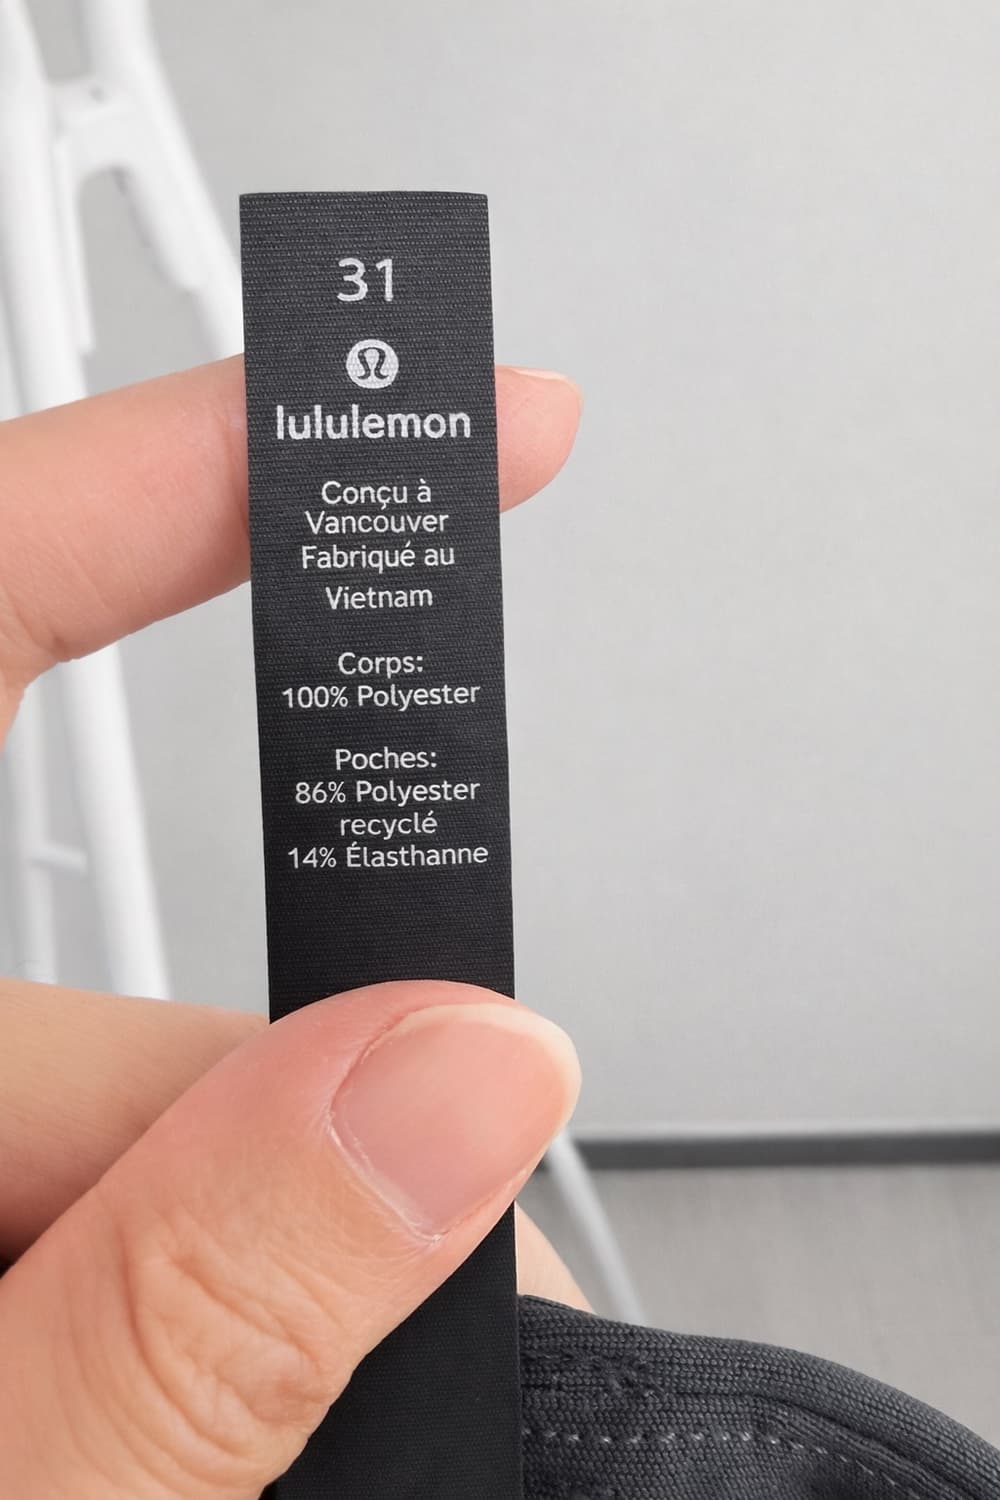 31
lululemon
Conçu à
Vancouver
Fabriqué au
Vietnam
Corps:
100% Polyester
Poches:
86% Polyester
recyclé
14% Élasthanne